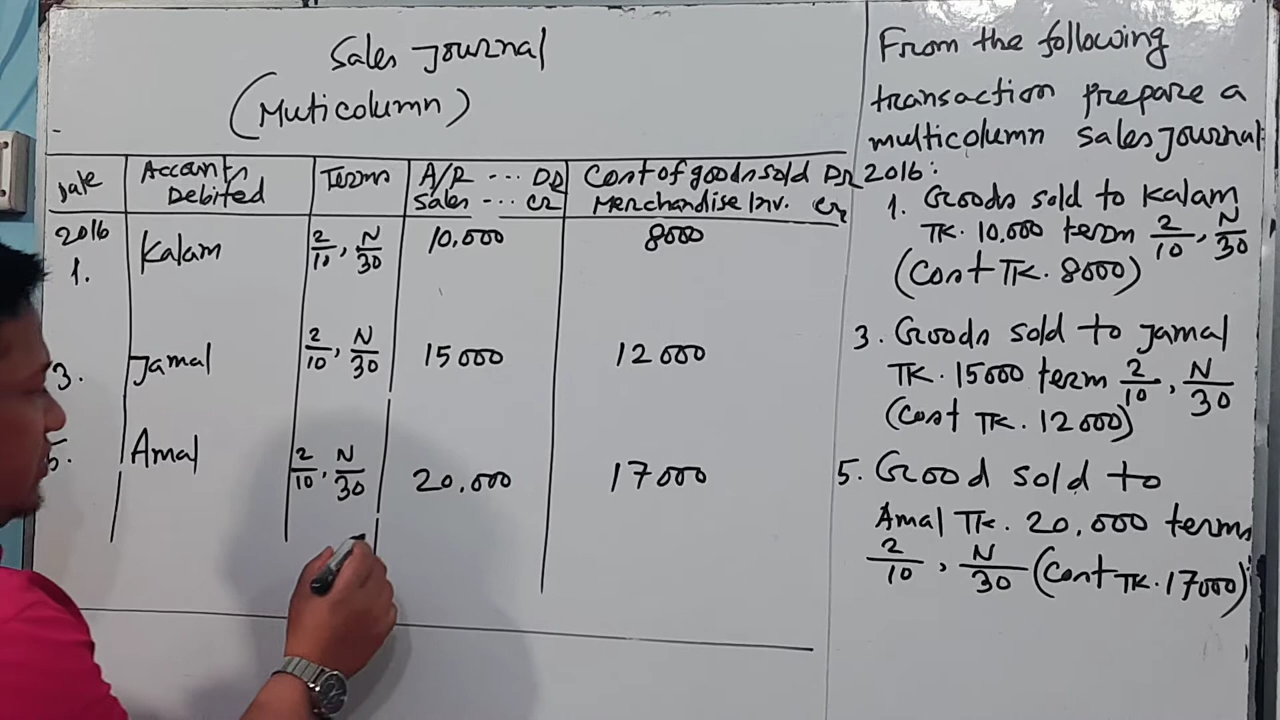 Sales Journal
(Muticolumn)
Date
Accounts
Debited
Terms
A/R ... DR
Sales ... Cr
Cost of goods sold DR
Merchandise Inv. Cr
2016
1.
Kalam
2/10, N/30
10,000
8000
3.
Jamal
2/10, N/30
15000
12000
5.
Amal
2/10, N/30
20,000
17000
From the following
transaction prepare a
multicolumn sales Journal
2016:
1. Goods sold to Kalam
TK. 10,000 term 2/10, N/30
(Cost TK. 8000)
3. Goods sold to Jamal
TK. 15000 term 2/10, N/30
(Cost TK. 12000)
5. Good sold to
Amal TK. 20,000 terms
2/10, N/30 (Cost TK. 17000)